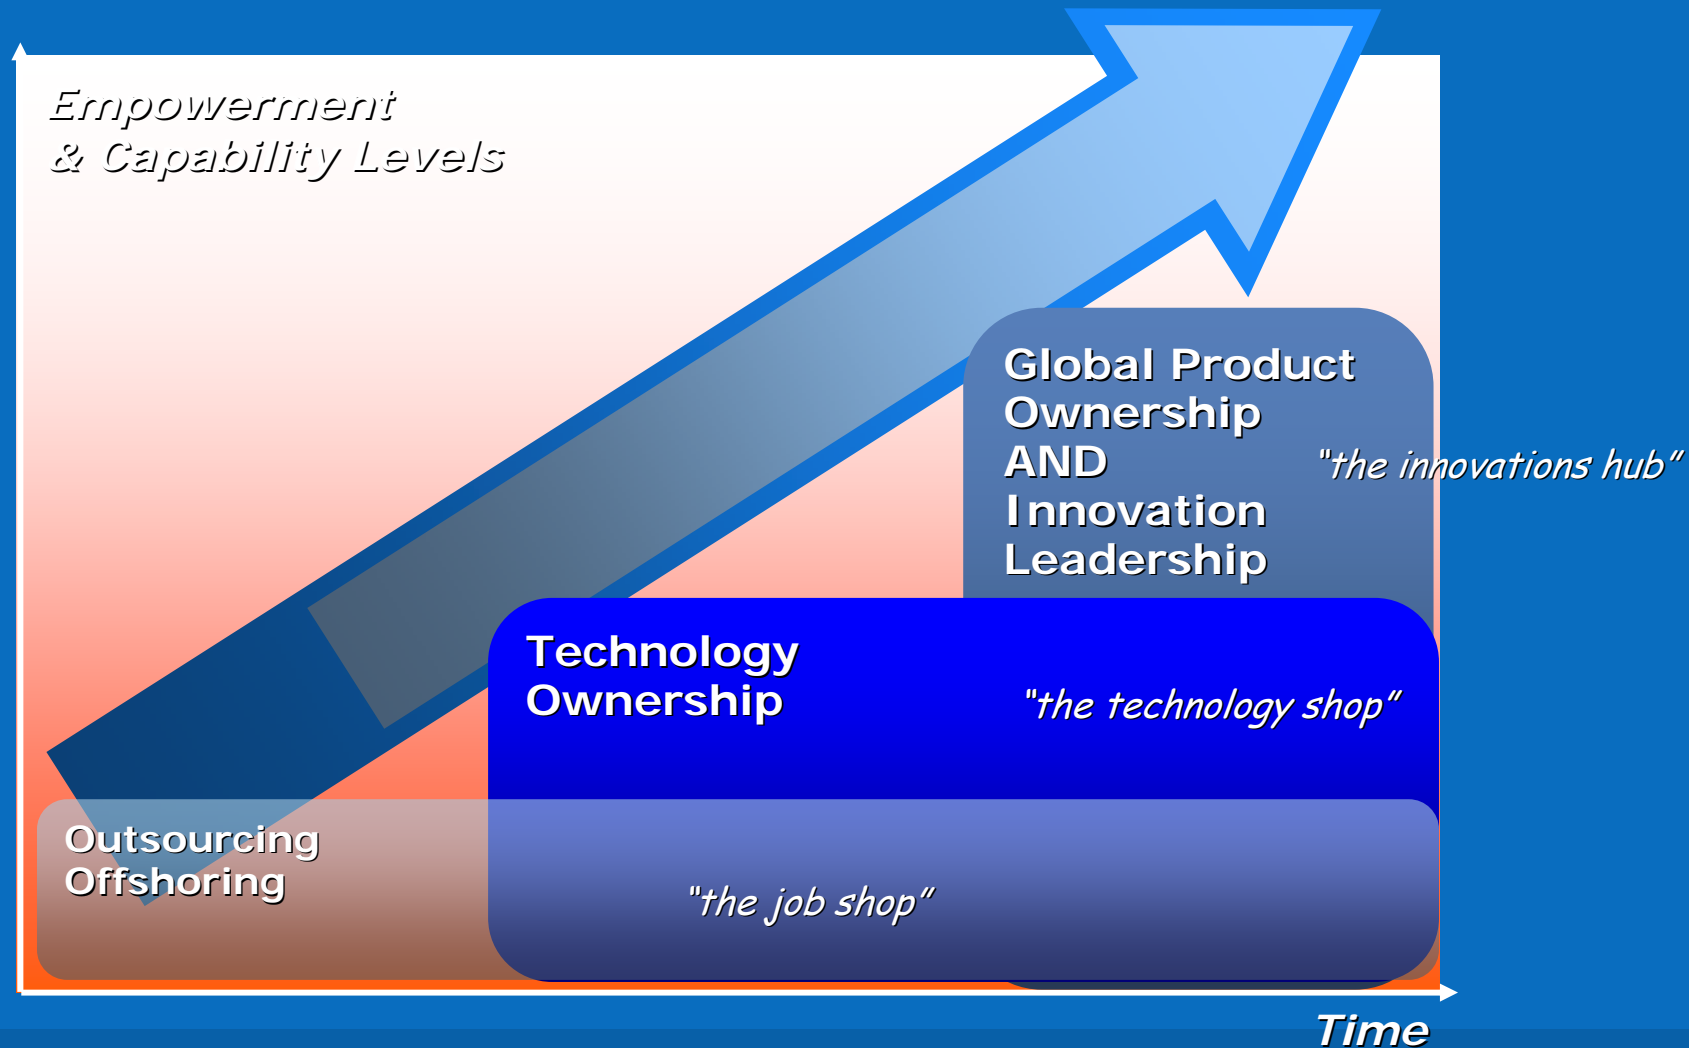 Empowerment
& Capability Levels
Global Product
Ownership
AND
Innovation
Leadership
"the innovations hub"
Technology
Ownership
"the technology shop"
Outsourcing
Offshoring
"the job shop"
Time